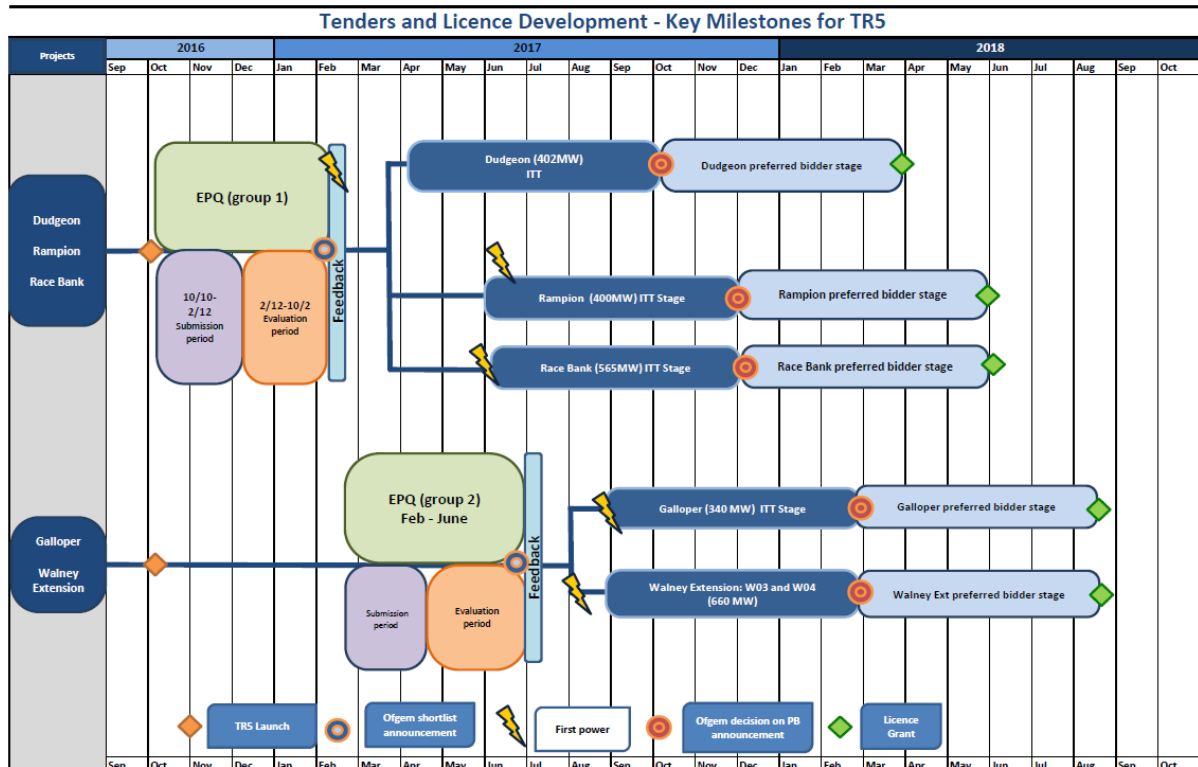 Tenders and Licence Development - Key Milestones for TR5
Projects
2016
2017
2018
Sep Oct Nov Dec Jan Feb Mar Apr May Jun Jul Aug Sep Oct Nov Dec Jan Feb Mar Apr May Jun Jul Aug Sep Oct
Dudgeon
Rampion
Race Bank
EPQ (group 1)
10/10-
2/12
Submission
period
2/12-10/2
Evaluation
period
Feedback
Dudgeon (402MW)
ITT
Dudgeon preferred bidder stage
Rampion (400MW) ITT Stage
Rampion preferred bidder stage
Race Bank (565MW) ITT Stage
Race Bank preferred bidder stage
Galloper
Walney
Extension
EPQ (group 2)
Feb - June
Submission
period
Evaluation
period
Feedback
Galloper (340 MW) ITT Stage
Galloper preferred bidder stage
Walney Extension: W03 and W04
(660 MW)
Walney Ext preferred bidder stage
TR5 Launch
Ofgem shortlist
announcement
First power
Ofgem decision on PB
announcement
Licence
Grant
Sep Oct Nov Dec Jan Feb Mar Apr May Jun Jul Aug Sep Oct Nov Dec Jan Feb Mar Apr May Jun Jul Aug Sep Oct